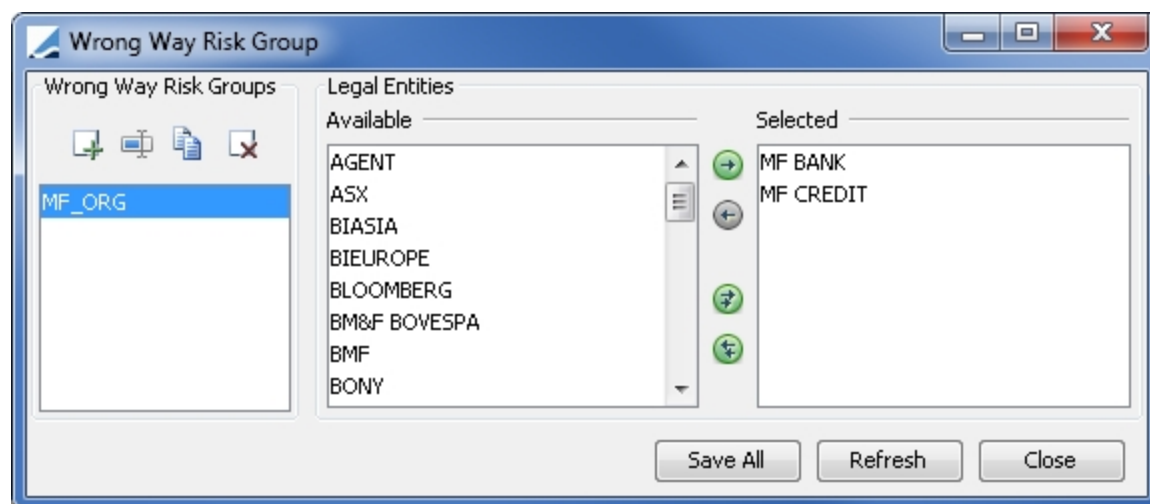 Wrong Way Risk Group
Wrong Way Risk Groups
MF_ORG
Legal Entities
Available
AGENT
ASX
BIASIA
BIEUROPE
BLOOMBERG
BM&F BOVESPA
BMF
BONY
Selected
MF BANK
MF CREDIT
Save All
Refresh
Close